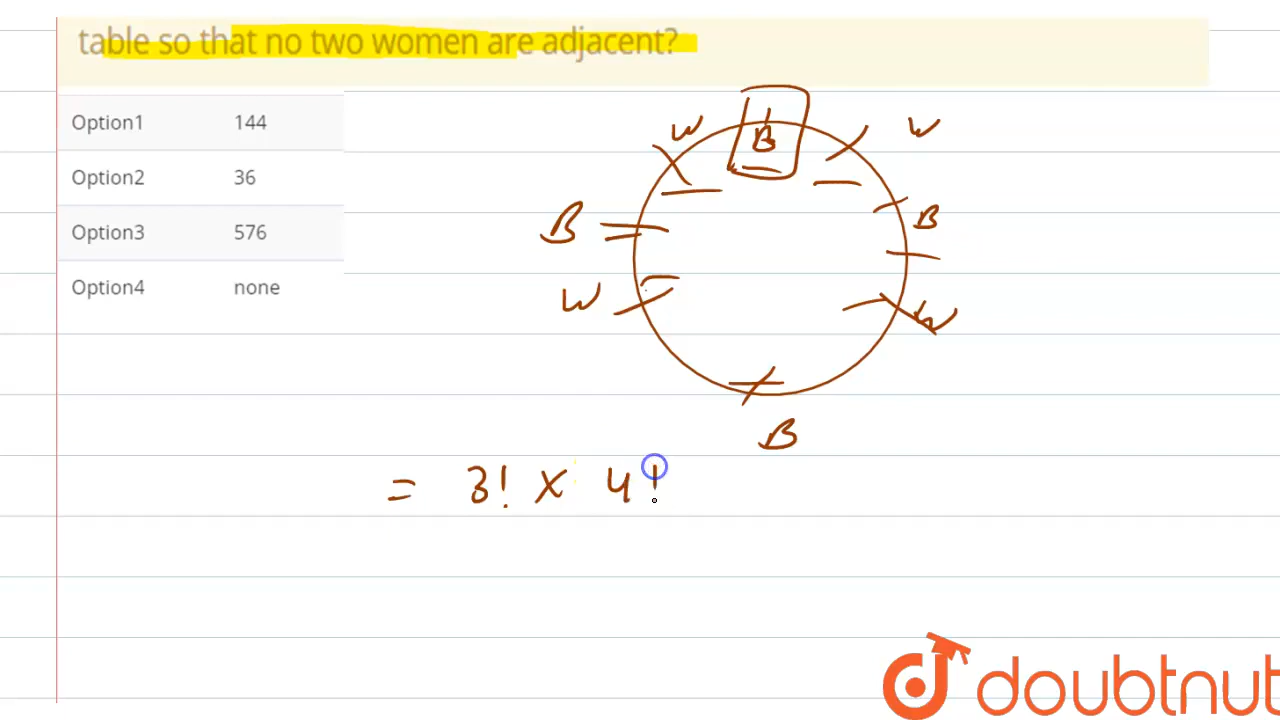 table so that no two women are adjacent?
Option1 144
Option2 36
Option3 576
Option4 none
W B W
B B
W W
B
= 3! × 4!
doubtnut